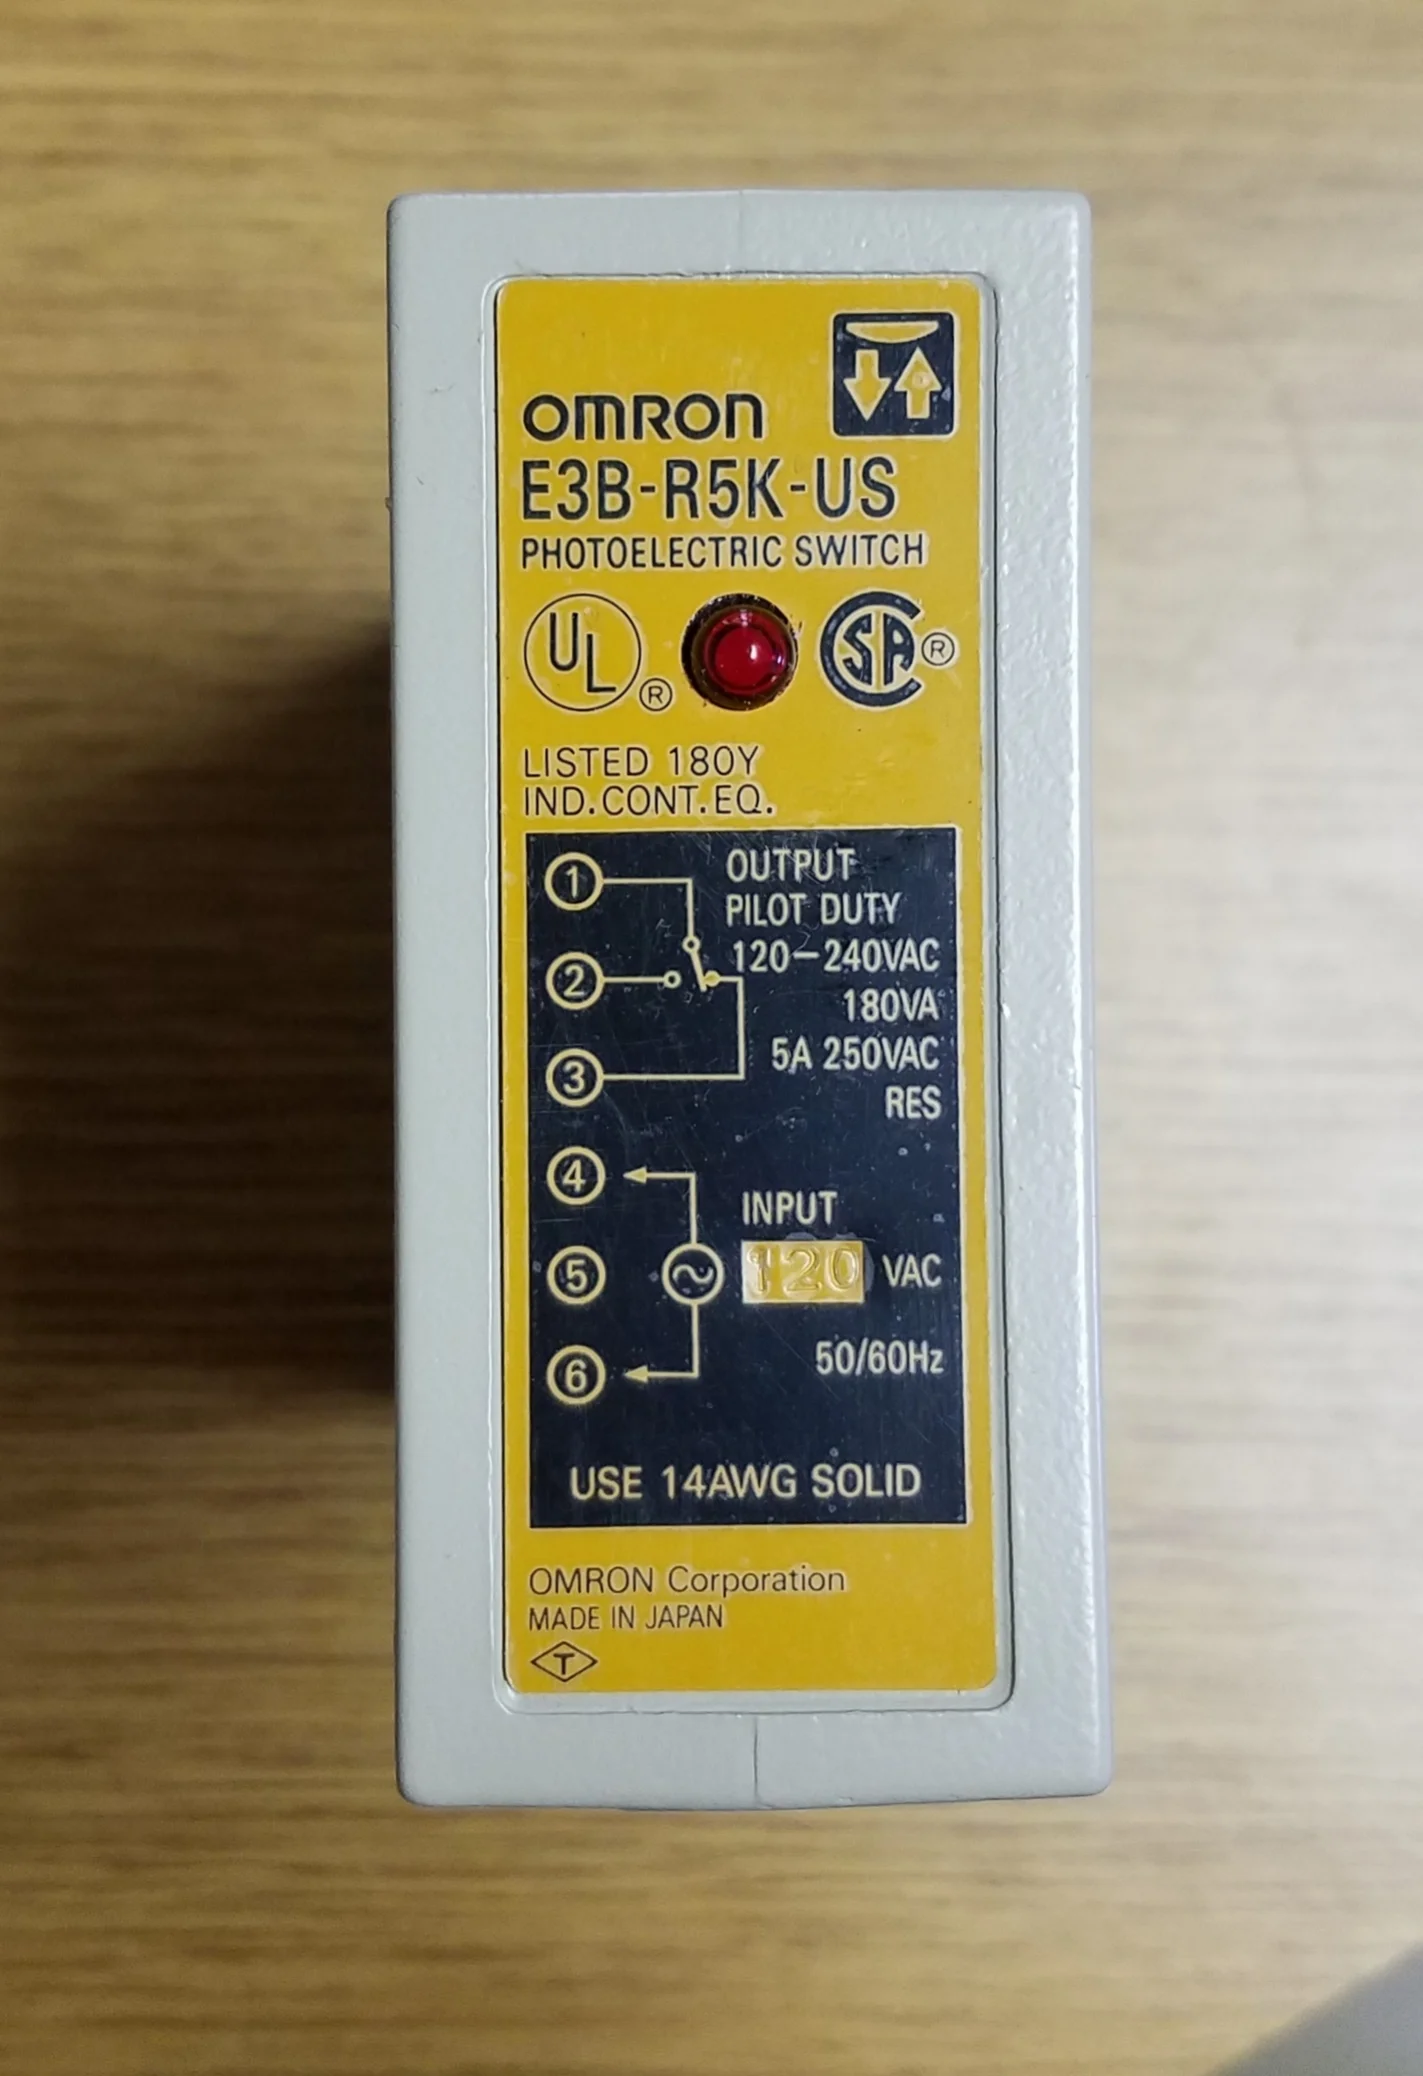 OMRON
E3B-R5K-US
PHOTOELECTRIC SWITCH
UL® SA®
LISTED 180Y
IND.CONT.EQ.
① OUTPUT
PILOT DUTY
② 120-240VAC
180VA
③ 5A 250VAC
RES
④
INPUT
⑤ 120 VAC
⑥ 50/60Hz
USE 14AWG SOLID
OMRON Corporation
MADE IN JAPAN
T